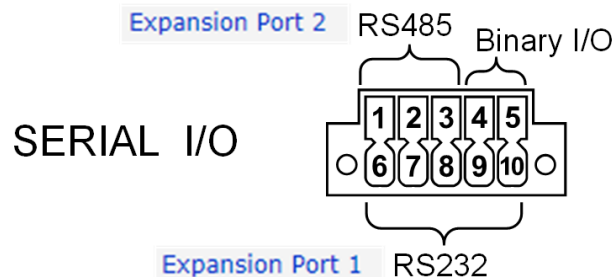 Expansion Port 2 RS485 Binary I/O
SERIAL I/O
1 2 3 4 5
6 7 8 9 10
Expansion Port 1 RS232